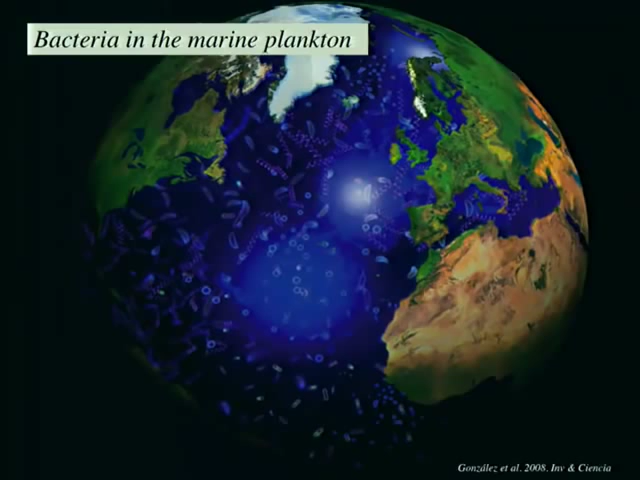 Bacteria in the marine plankton
González et al. 2008. Inv & Ciencia